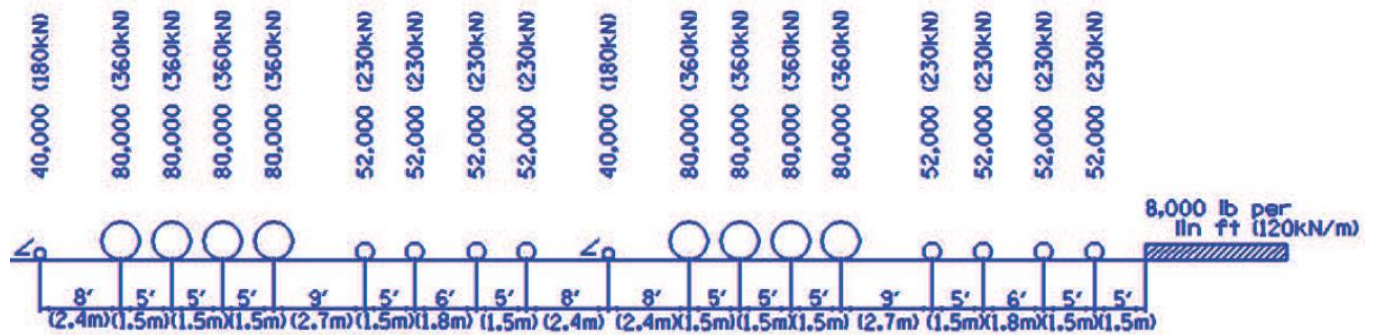 40,000 (180kN)
80,000 (360kN)
80,000 (360kN)
80,000 (360kN)
80,000 (360kN)
52,000 (230kN)
52,000 (230kN)
52,000 (230kN)
52,000 (230kN)
40,000 (180kN)
80,000 (360kN)
80,000 (360kN)
80,000 (360kN)
80,000 (360kN)
52,000 (230kN)
52,000 (230kN)
52,000 (230kN)
52,000 (230kN)
8,000 lb per
lin ft (120kN/m)
8' 5' 5' 5' 9' 5' 6' 5' 8' 8' 5' 5' 5' 9' 5' 6' 5' 5'
(2.4m)(1.5m)(1.5m)(1.5m) (2.7m)(1.5m)(1.8m) (1.5m) (2.4m) (2.4m)(1.5m)(1.5m)(1.5m) (2.7m) (1.5m)(1.8m)(1.5m)(1.5m)